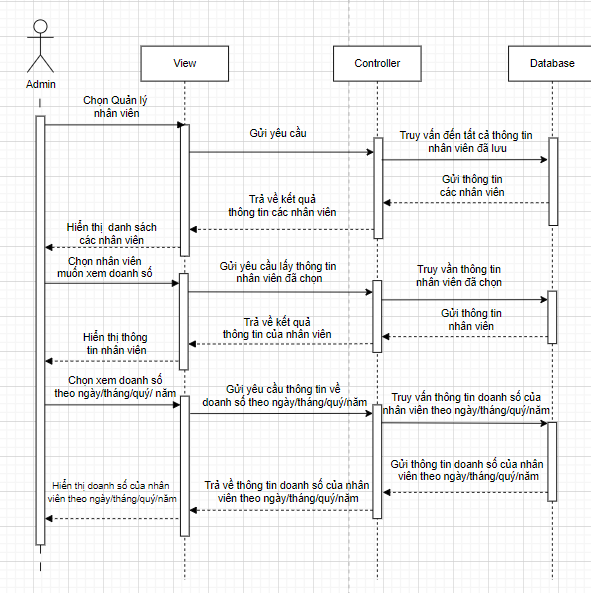 Admin
View
Controller
Database
Chọn Quản lý
nhân viên
Gửi yêu cầu
Truy vấn đến tất cả thông tin
nhân viên đã lưu
Gửi thông tin
các nhân viên
Trả về kết quả
thông tin các nhân viên
Hiển thị danh sách
các nhân viên
Chọn nhân viên
muốn xem doanh số
Gửi yêu cầu lấy thông tin
nhân viên đã chọn
Truy vấn thông tin
nhân viên đã chọn
Gửi thông tin
nhân viên
Trả về kết quả
thông tin của nhân viên
Hiển thị thông
tin nhân viên
Chọn xem doanh số
theo ngày/tháng/quý/ năm
Gửi yêu cầu thông tin về
doanh số theo ngày/tháng/quý/năm
Truy vấn thông tin doanh số của
nhân viên theo ngày/tháng/quý/năm
Gửi thông tin doanh số của nhân
viên theo ngày/tháng/quý/năm
Trả về thông tin doanh số của nhân
viên theo ngày/tháng/quý/năm
Hiển thị doanh số của nhân
viên theo ngày/tháng/quý/năm